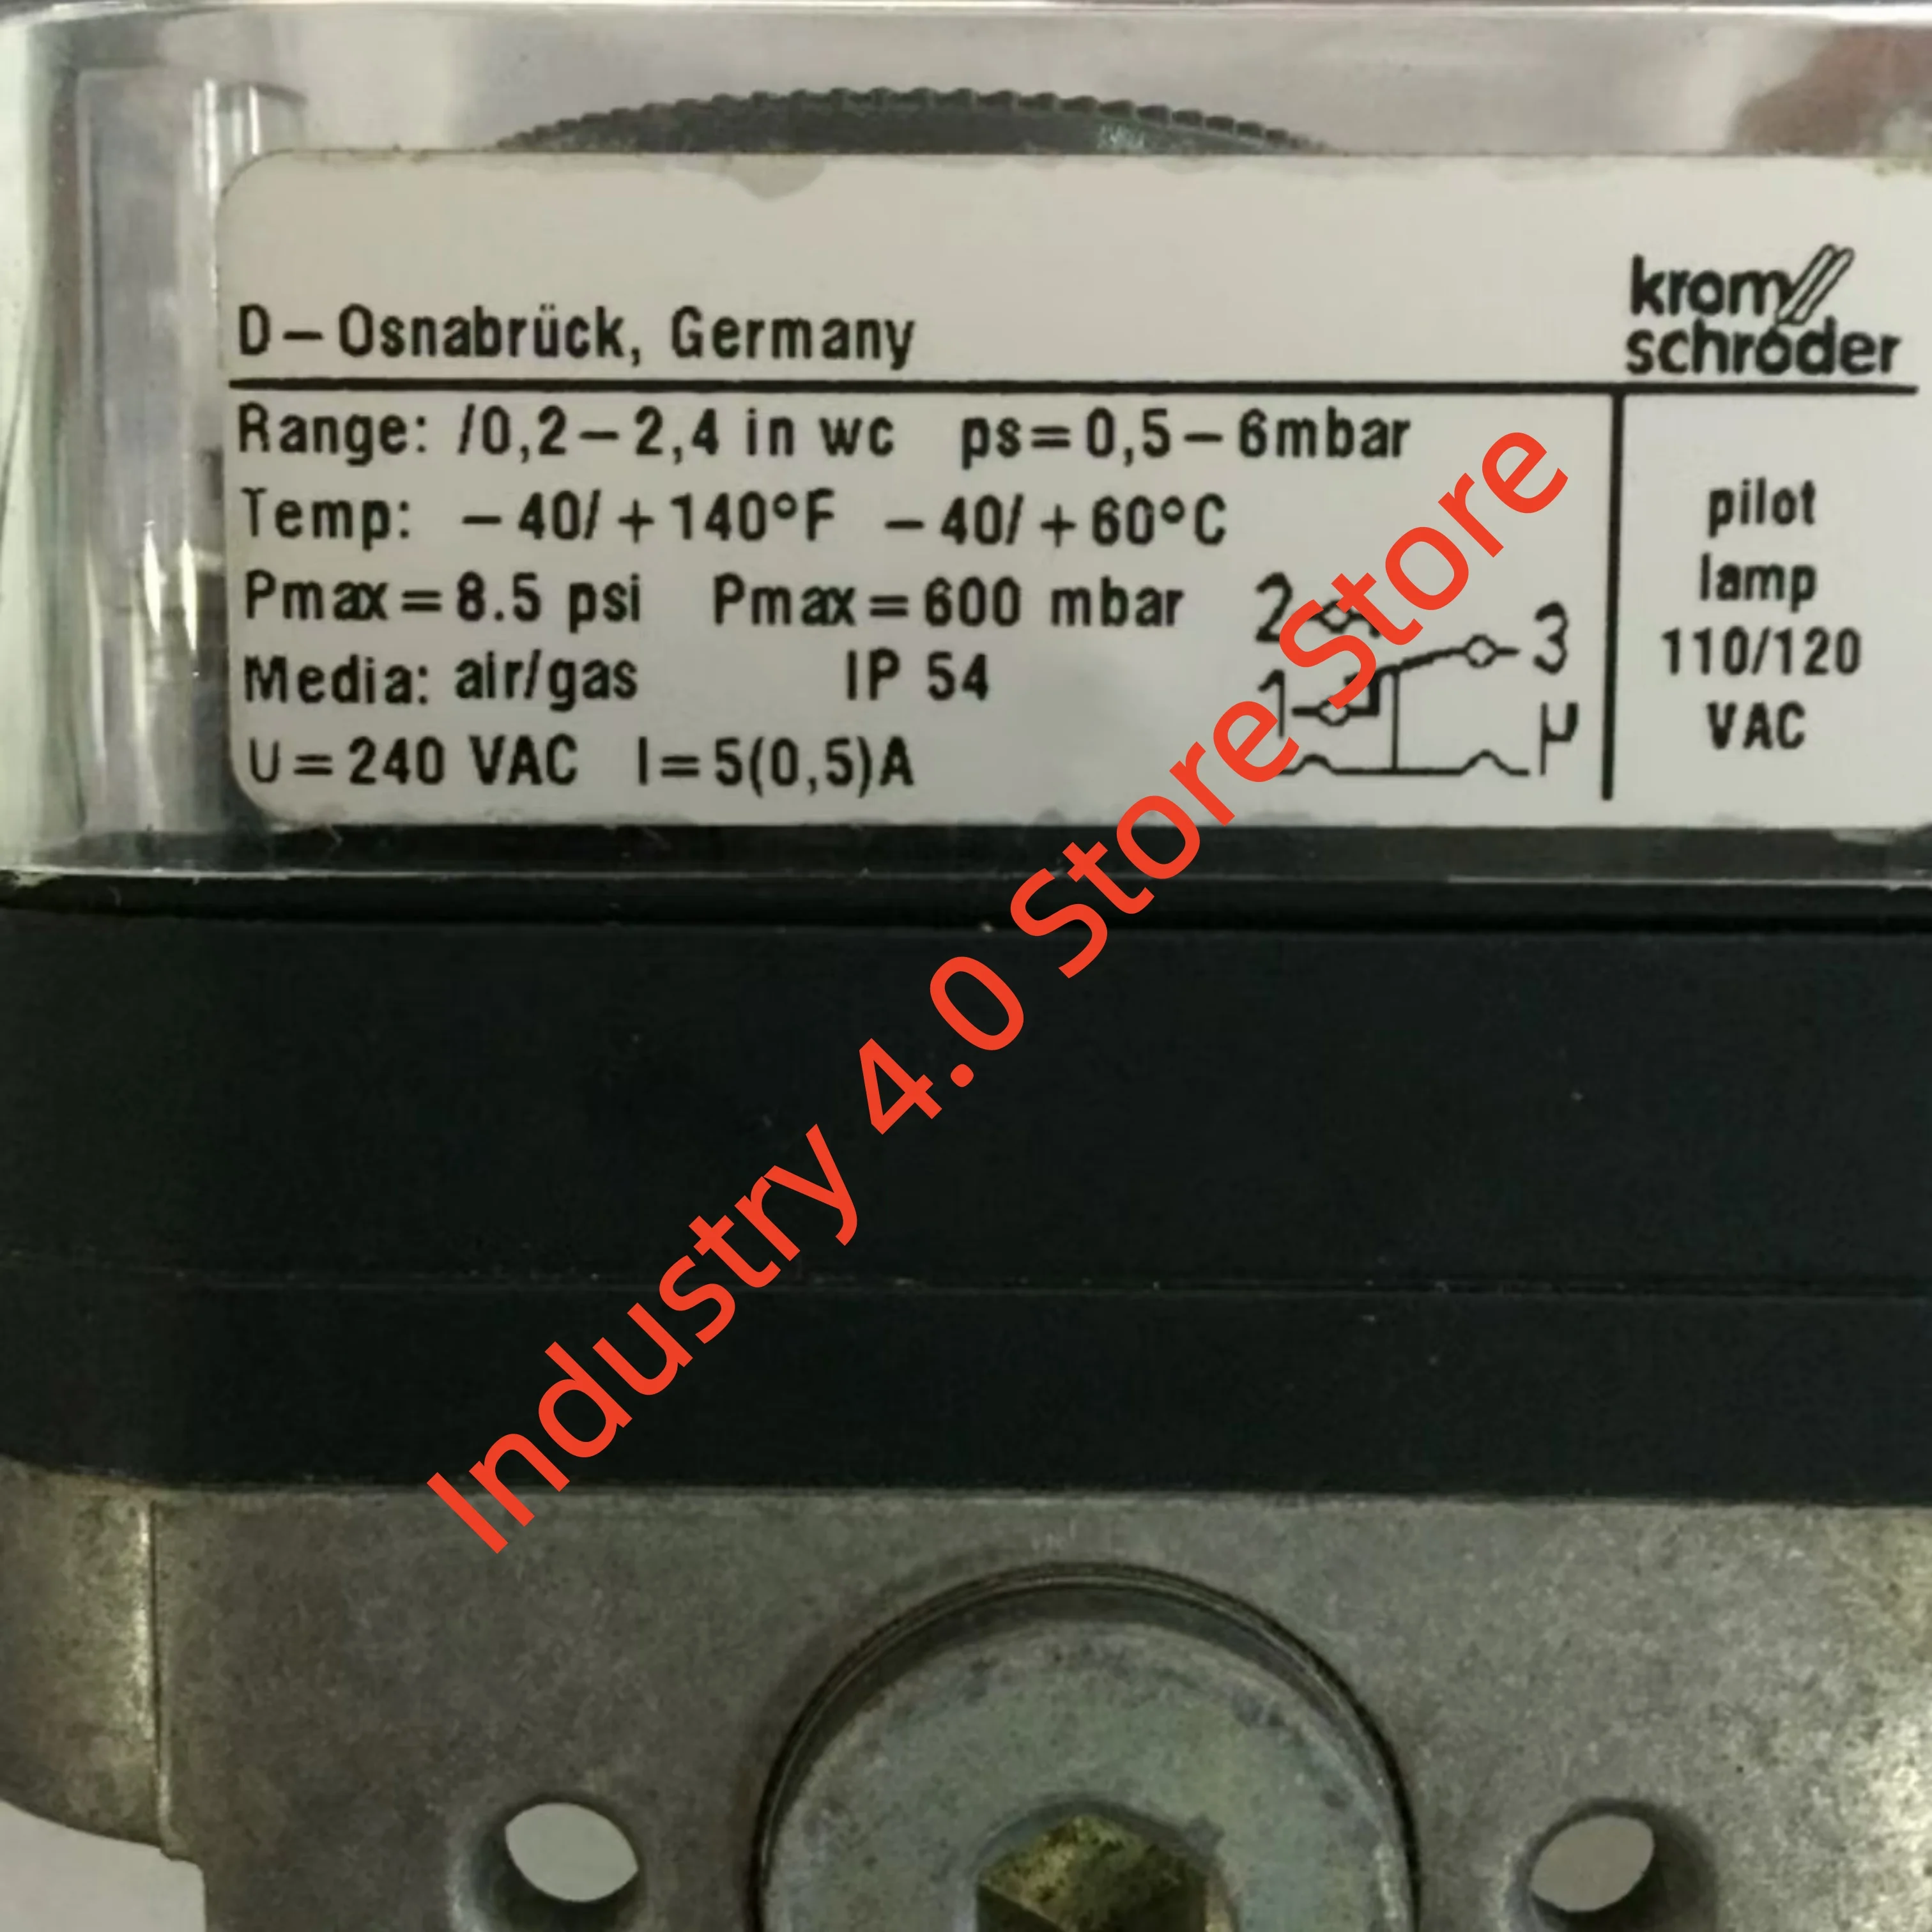 D–Osnabrück, Germany
krom
schröder
Range: /0,2–2,4 in wc ps=0,5–6mbar
Temp: –40/+140°F –40/+60°C
Pmax=8.5 psi Pmax=600 mbar
Media: air/gas IP 54
U=240 VAC I=5(0,5)A
2
3
1
µ
pilot
lamp
110/120
VAC
Industry 4.0 Store Store